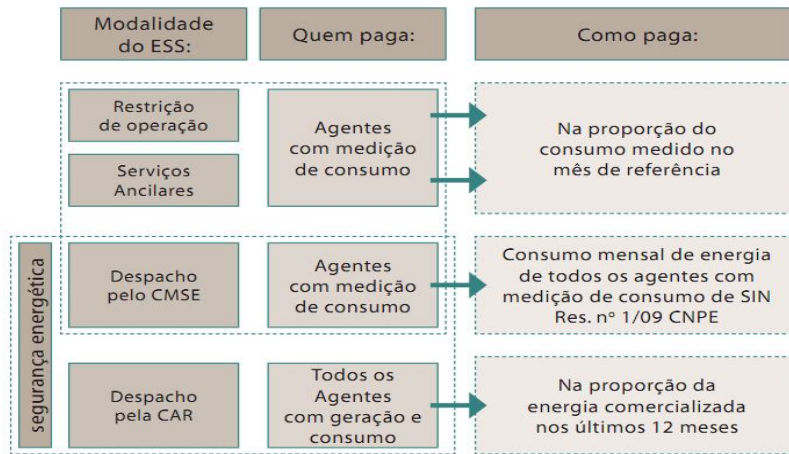 Modalidade
do ESS:
Quem paga:
Como paga:
Restrição
de operação
Serviços
Ancilares
Agentes
com medição
de consumo
Na proporção do
consumo medido no
mês de referência
segurança energética
Despacho
pelo CMSE
Agentes
com medição
de consumo
Consumo mensal de energia
de todos os agentes com
medição de consumo de SIN
Res. nº 1/09 CNPE
Despacho
pela CAR
Todos os
Agentes
com geração e
consumo
Na proporção da
energia comercializada
nos últimos 12 meses